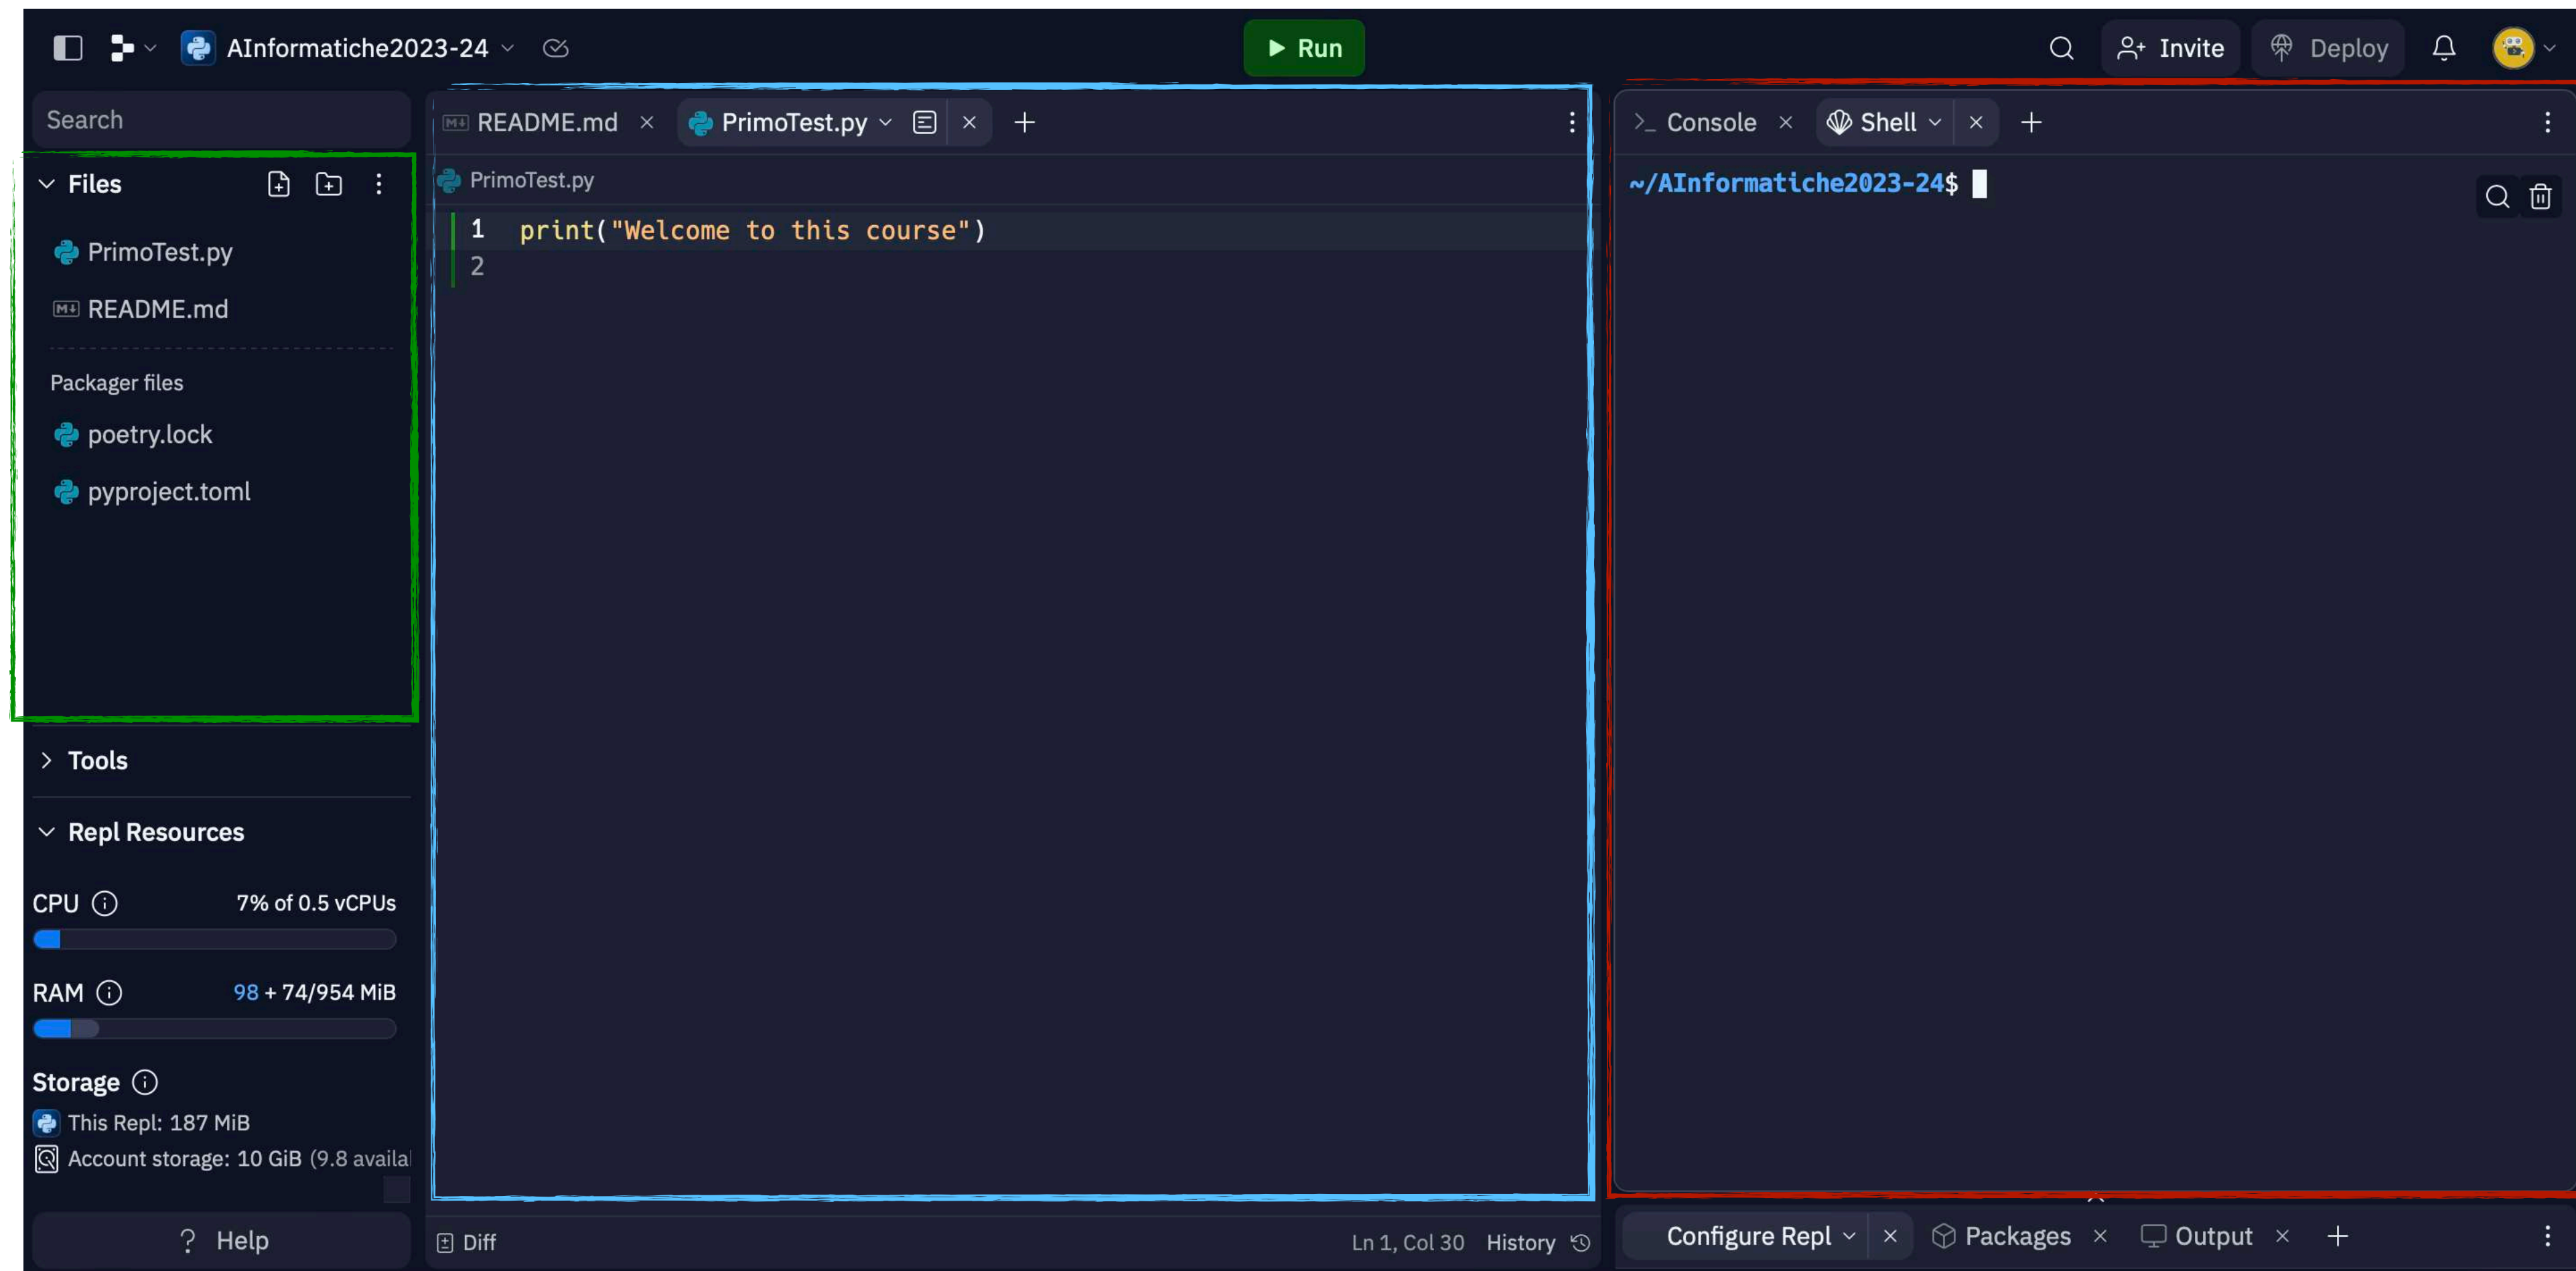 AInformatiche2023-24
Run
Invite
Deploy
Search
Files
PrimoTest.py
README.md
Packager files
poetry.lock
pyproject.toml
Tools
Repl Resources
CPU 7% of 0.5 vCPUs
RAM 98 + 74/954 MiB
Storage
This Repl: 187 MiB
Account storage: 10 GiB (9.8 availa
? Help
README.md × PrimoTest.py × +
PrimoTest.py
1 print("Welcome to this course")
2
Diff Ln 1, Col 30 History
>_ Console × Shell × +
~/AInformatiche2023-24$
Configure Repl × Packages × Output × +